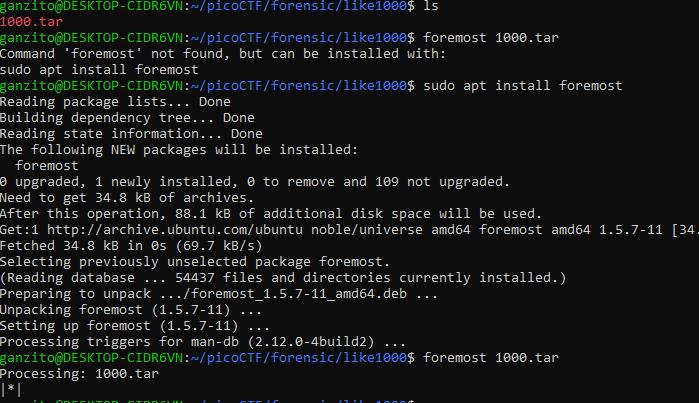 ganzito@DESKTOP-CIDR6VN:~/picoCTF/forensic/like1000$ ls
1000.tar
ganzito@DESKTOP-CIDR6VN:~/picoCTF/forensic/like1000$ foremost 1000.tar
Command 'foremost' not found, but can be installed with:
sudo apt install foremost
ganzito@DESKTOP-CIDR6VN:~/picoCTF/forensic/like1000$ sudo apt install foremost
Reading package lists... Done
Building dependency tree... Done
Reading state information... Done
The following NEW packages will be installed:
  foremost
0 upgraded, 1 newly installed, 0 to remove and 109 not upgraded.
Need to get 34.8 kB of archives.
After this operation, 88.1 kB of additional disk space will be used.
Get:1 http://archive.ubuntu.com/ubuntu noble/universe amd64 foremost amd64 1.5.7-11 [34.
Fetched 34.8 kB in 0s (69.7 kB/s)
Selecting previously unselected package foremost.
(Reading database ... 54437 files and directories currently installed.)
Preparing to unpack .../foremost_1.5.7-11_amd64.deb ...
Unpacking foremost (1.5.7-11) ...
Setting up foremost (1.5.7-11) ...
Processing triggers for man-db (2.12.0-4build2) ...
ganzito@DESKTOP-CIDR6VN:~/picoCTF/forensic/like1000$ foremost 1000.tar
Processing: 1000.tar
|*|
ganzito@DESKTOP-CIDR6VN:~/picoCTF/forensic/like1000$